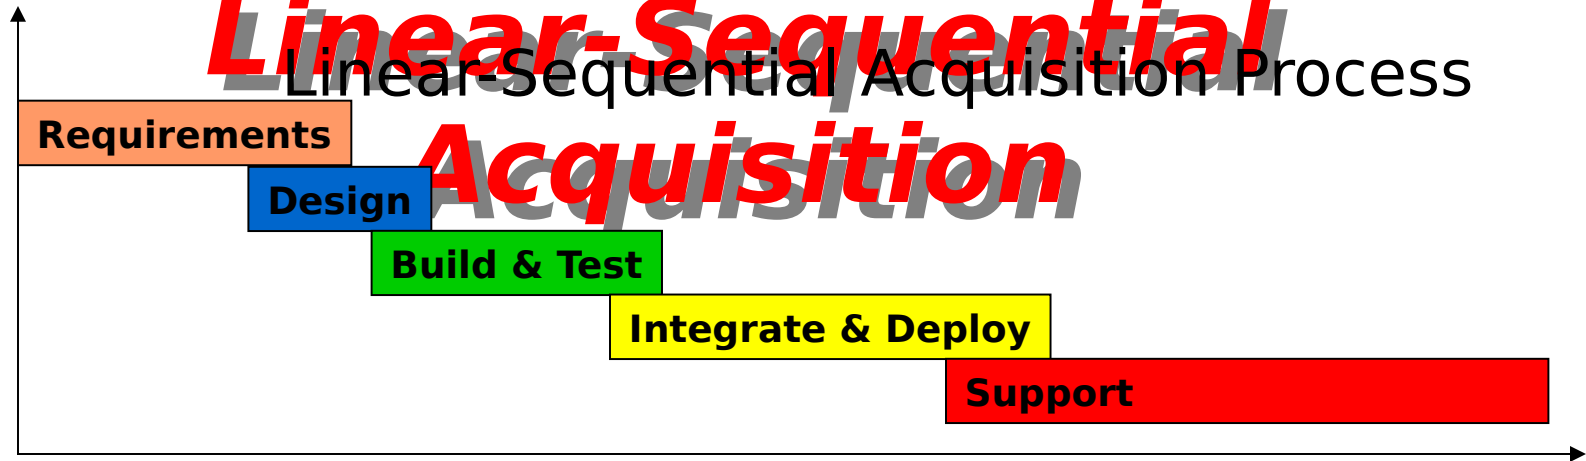 Linear-Sequential
Acquisition
Linear-Sequential Acquisition Process
Requirements
Design
Build & Test
Integrate & Deploy
Support